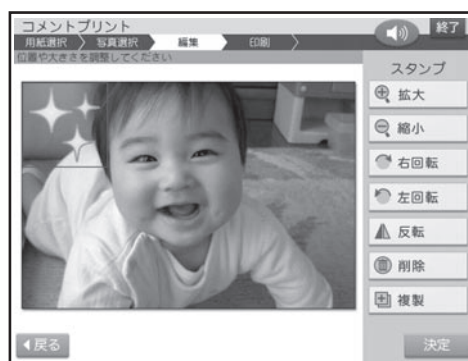 コメントプリント
終了
用紙選択 写真選択 編集 印刷
位置や大きさを調整してください
スタンプ
拡大
縮小
右回転
左回転
反転
削除
複製
戻る
決定